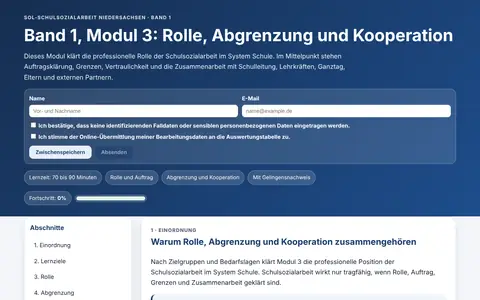 SGL-SCHULSOZIALARBEIT NIEDERSACHSEN · BAND 1
Band 1, Modul 3: Rolle, Abgrenzung und Kooperation
Dieses Modul klärt die professionelle Rolle der Schulsozialarbeit im System Schule. Im Mittelpunkt stehen
Auftragsklärung, Grenzen, Vertraulichkeit und die Zusammenarbeit mit Schulleitung, Lehrkräften, Ganztag,
Eltern und externen Partnern.
Name
E-Mail
Vor- und Nachname
name@example.de
Ich bestätige, dass keine identifizierenden Falldaten oder sensiblen personenbezogenen Daten eingetragen werden.
Ich stimme der Online-Übermittlung meiner Bearbeitungsdaten an die Auswertungstabelle zu.
Zwischenspeichern
Absenden
Lernzeit: 70 bis 90 Minuten
Rolle und Auftrag
Abgrenzung und Kooperation
Mit Gelingensnachweis
Fortschritt: 0%
Abschnitte
1. Einordnung
2. Lernziele
3. Rolle
4. Abgrenzung
1 · EINORDNUNG
Warum Rolle, Abgrenzung und Kooperation zusammengehören
Nach Zielgruppen und Bedarfslagen klärt Modul 3 die professionelle Position der
Schulsozialarbeit im System Schule. Schulsozialarbeit wirkt nur tragfähig, wenn Rolle, Auftrag,
Grenzen und Zusammenarbeit geklärt sind.